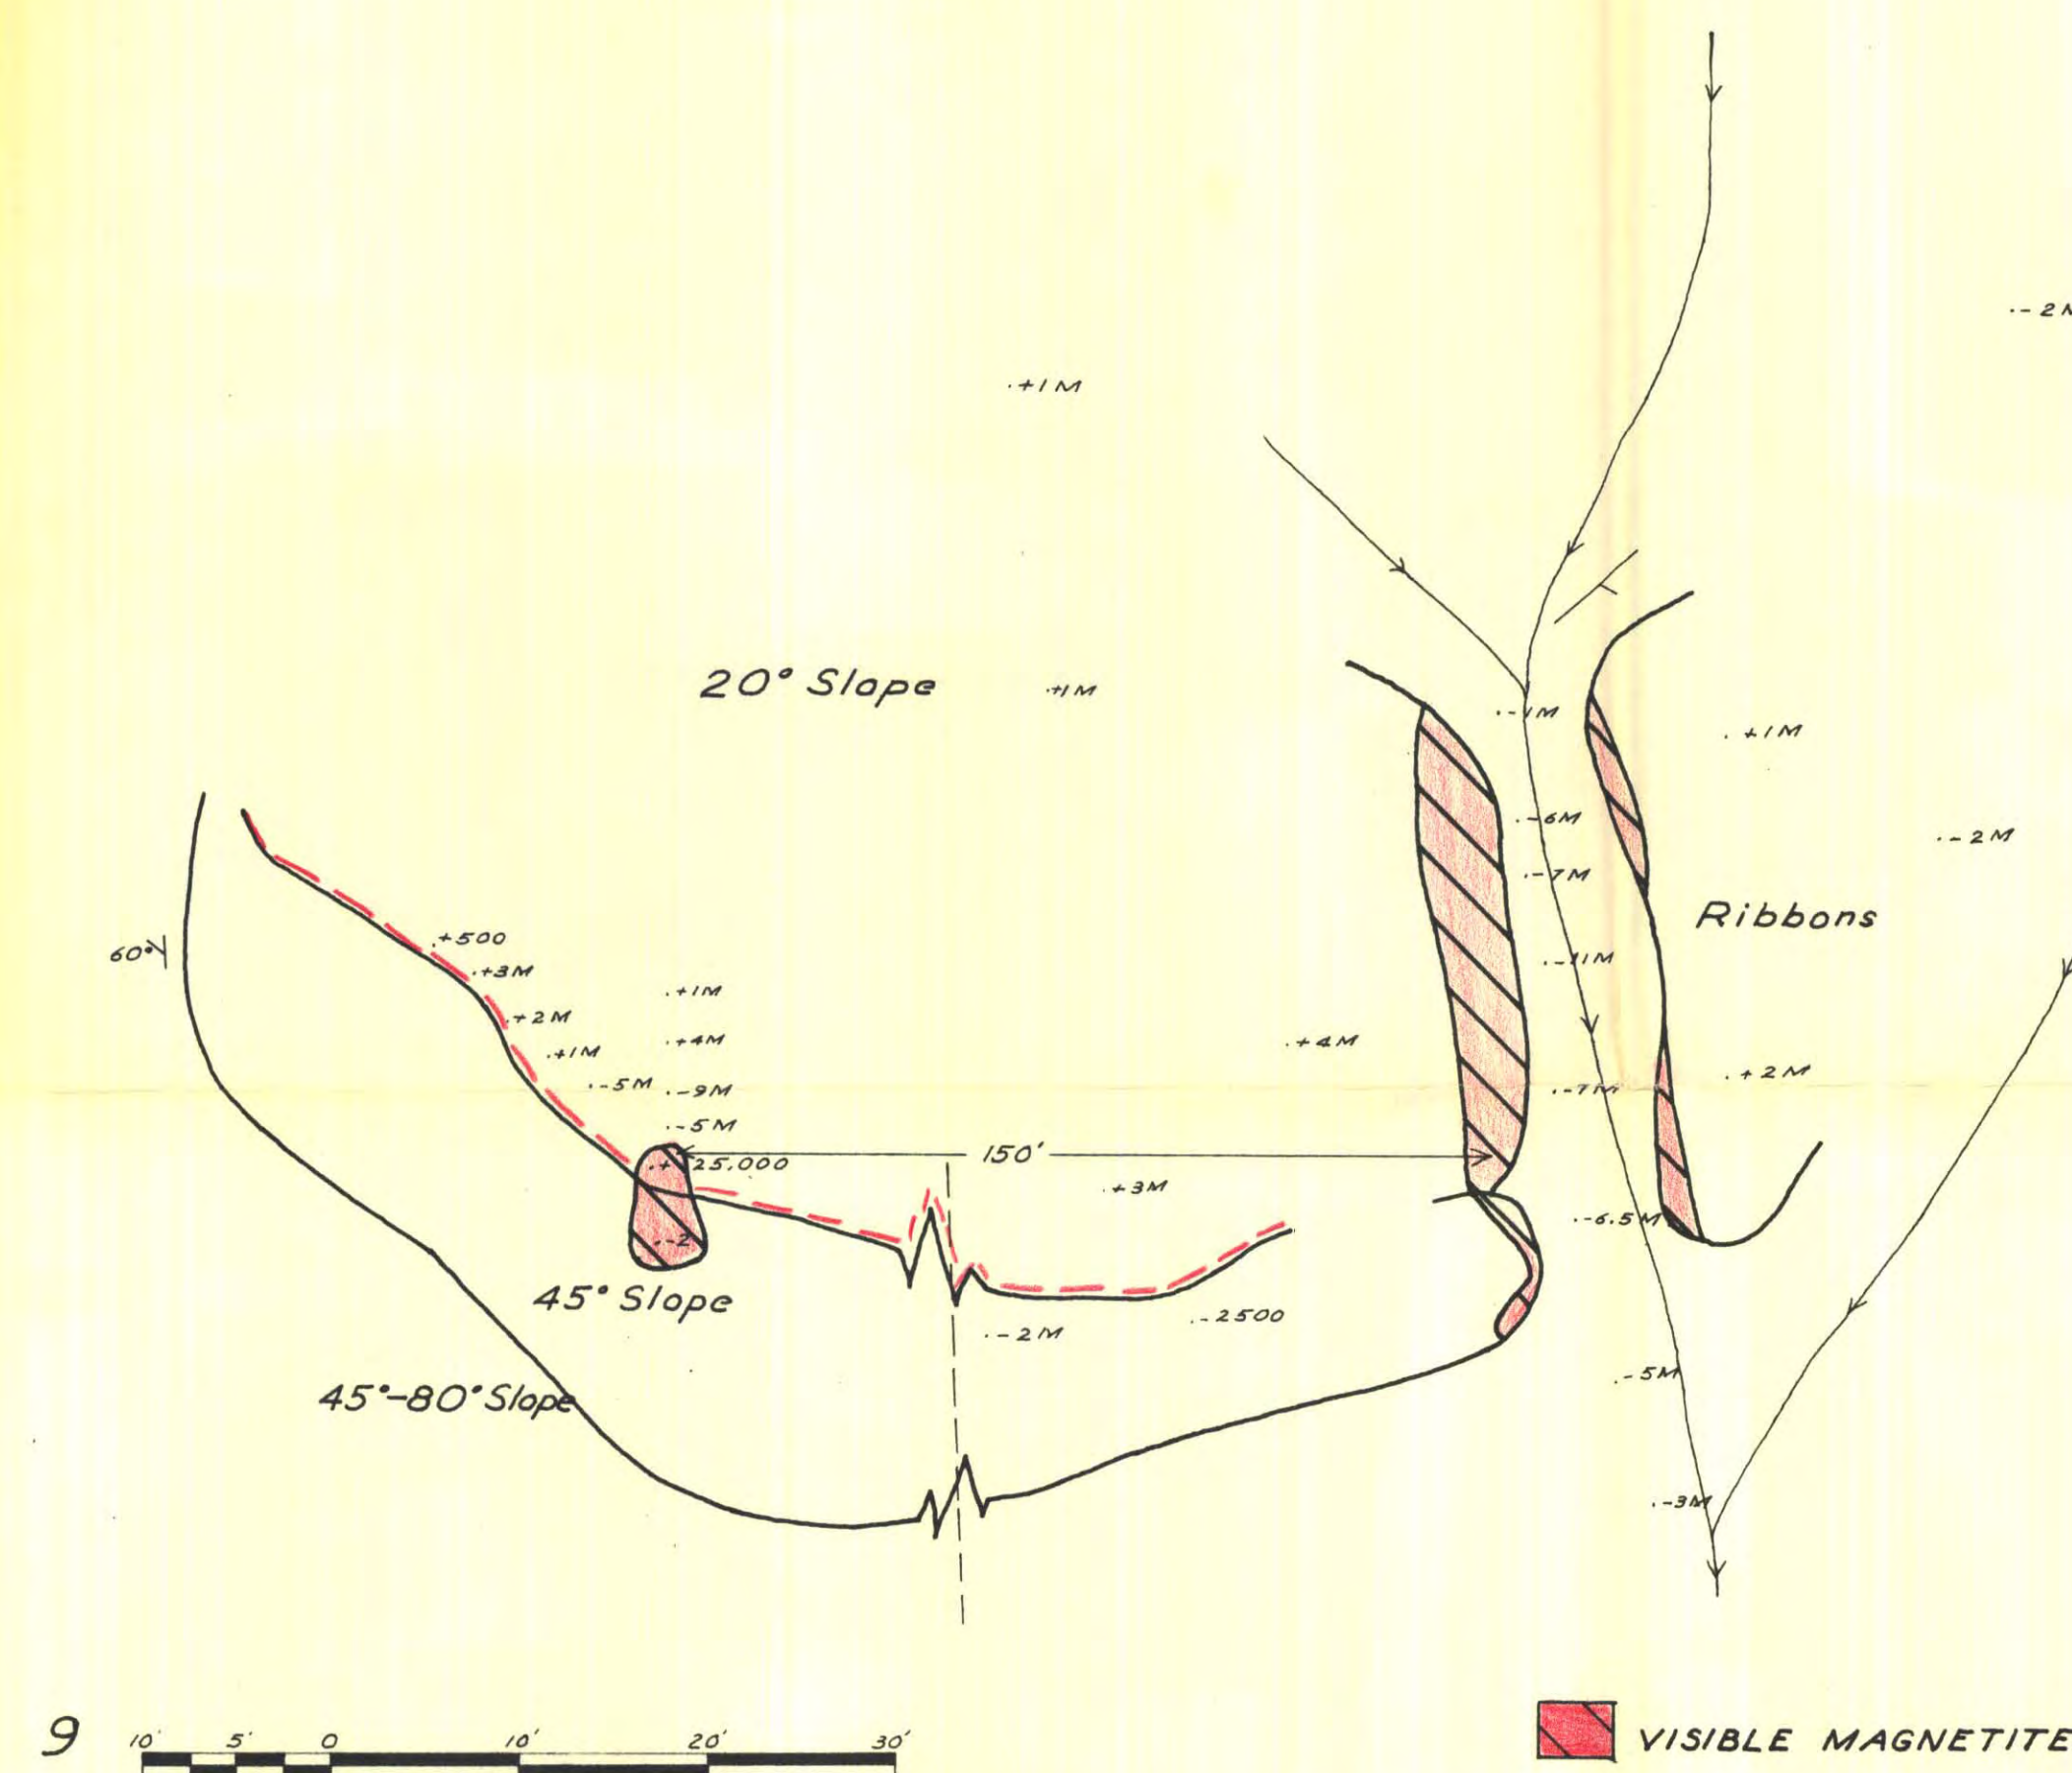 .-2M
.+1M
20° Slope
.+1M
.-1M
. +1M
.-6M
.-2M
.-7M
Ribbons
.+500
60°
.+3M
.-11M
.+1M
.+2M
.+4M
.+4M
.+1M
.+2M
.-5M
.-9M
.-7M
.-5M
150'
.+25,000
.+3M
.-6.5M
.-2
45° Slope
.-2500
.-2M
.-5M
45°-80° Slope
.-3M
9
10' 5' 0 10' 20' 30'
VISIBLE MAGNETITE